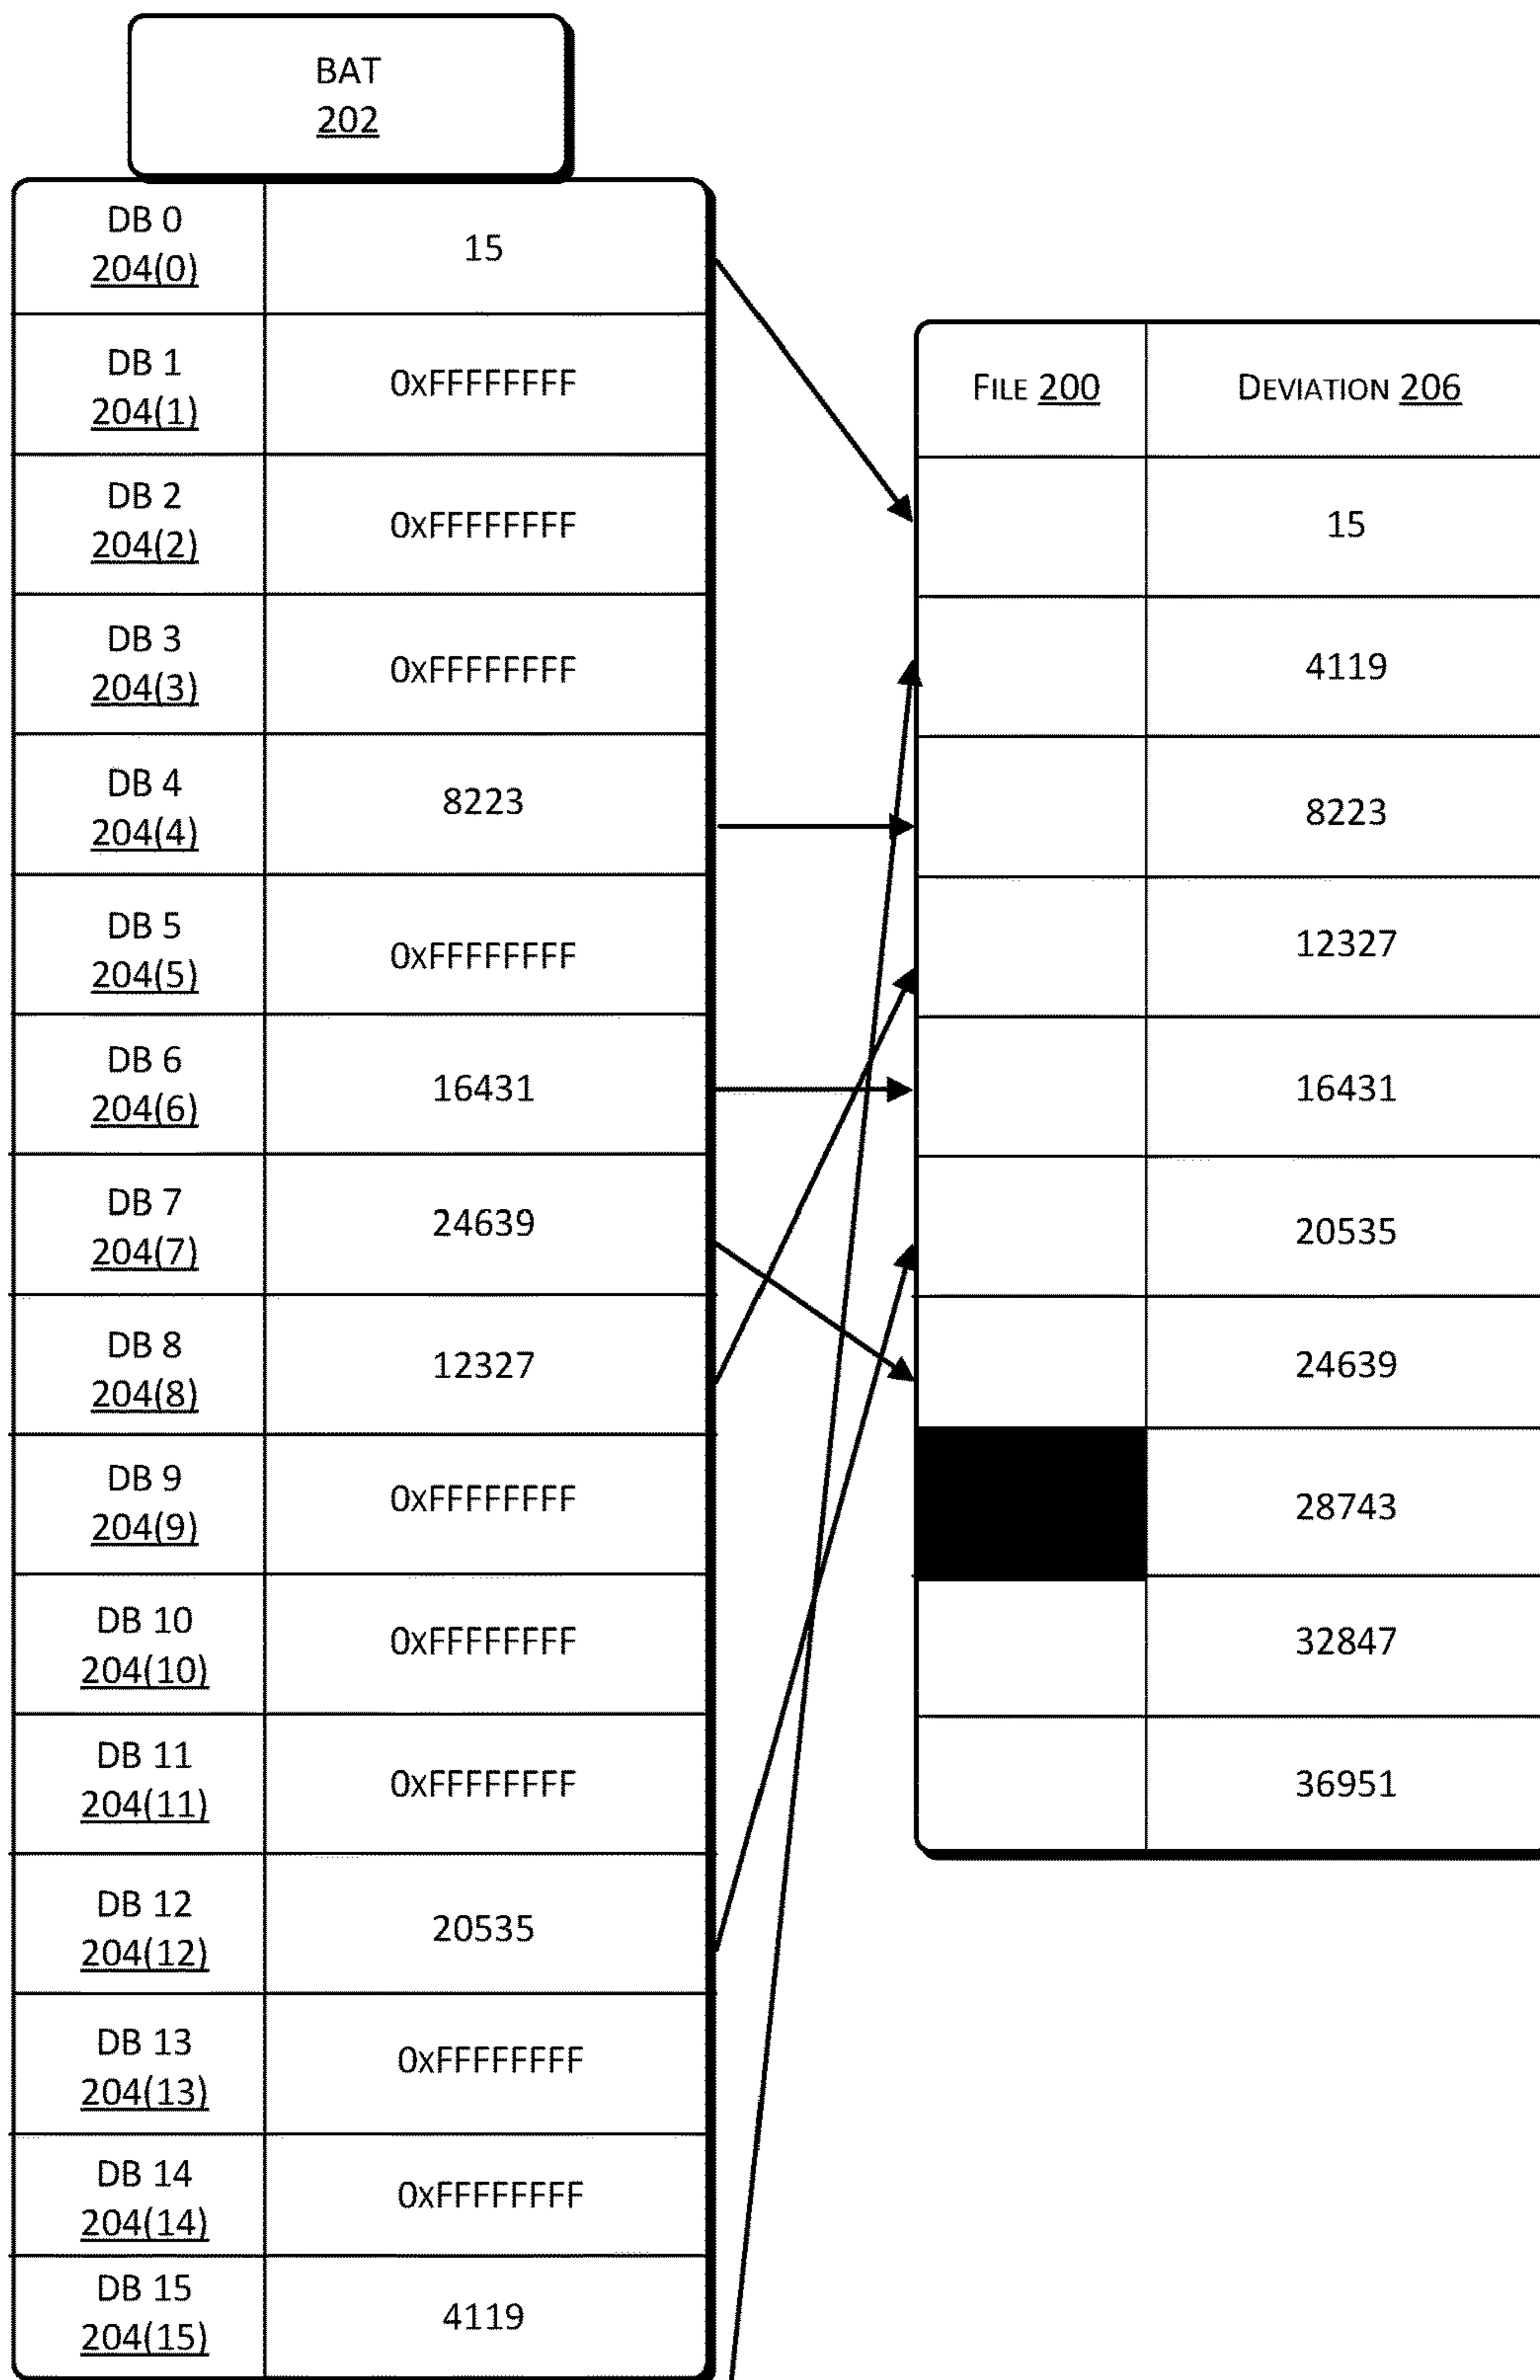 BAT
202
DB 0
204(0)
15
DB 1
204(1)
0xFFFFFFFF
DB 2
204(2)
0xFFFFFFFF
DB 3
204(3)
0xFFFFFFFF
DB 4
204(4)
8223
DB 5
204(5)
0xFFFFFFFF
DB 6
204(6)
16431
DB 7
204(7)
24639
DB 8
204(8)
12327
DB 9
204(9)
0xFFFFFFFF
DB 10
204(10)
0xFFFFFFFF
DB 11
204(11)
0xFFFFFFFF
DB 12
204(12)
20535
DB 13
204(13)
0xFFFFFFFF
DB 14
204(14)
0xFFFFFFFF
DB 15
204(15)
4119
FILE 200
DEVIATION 206
15
4119
8223
12327
16431
20535
24639
28743
32847
36951